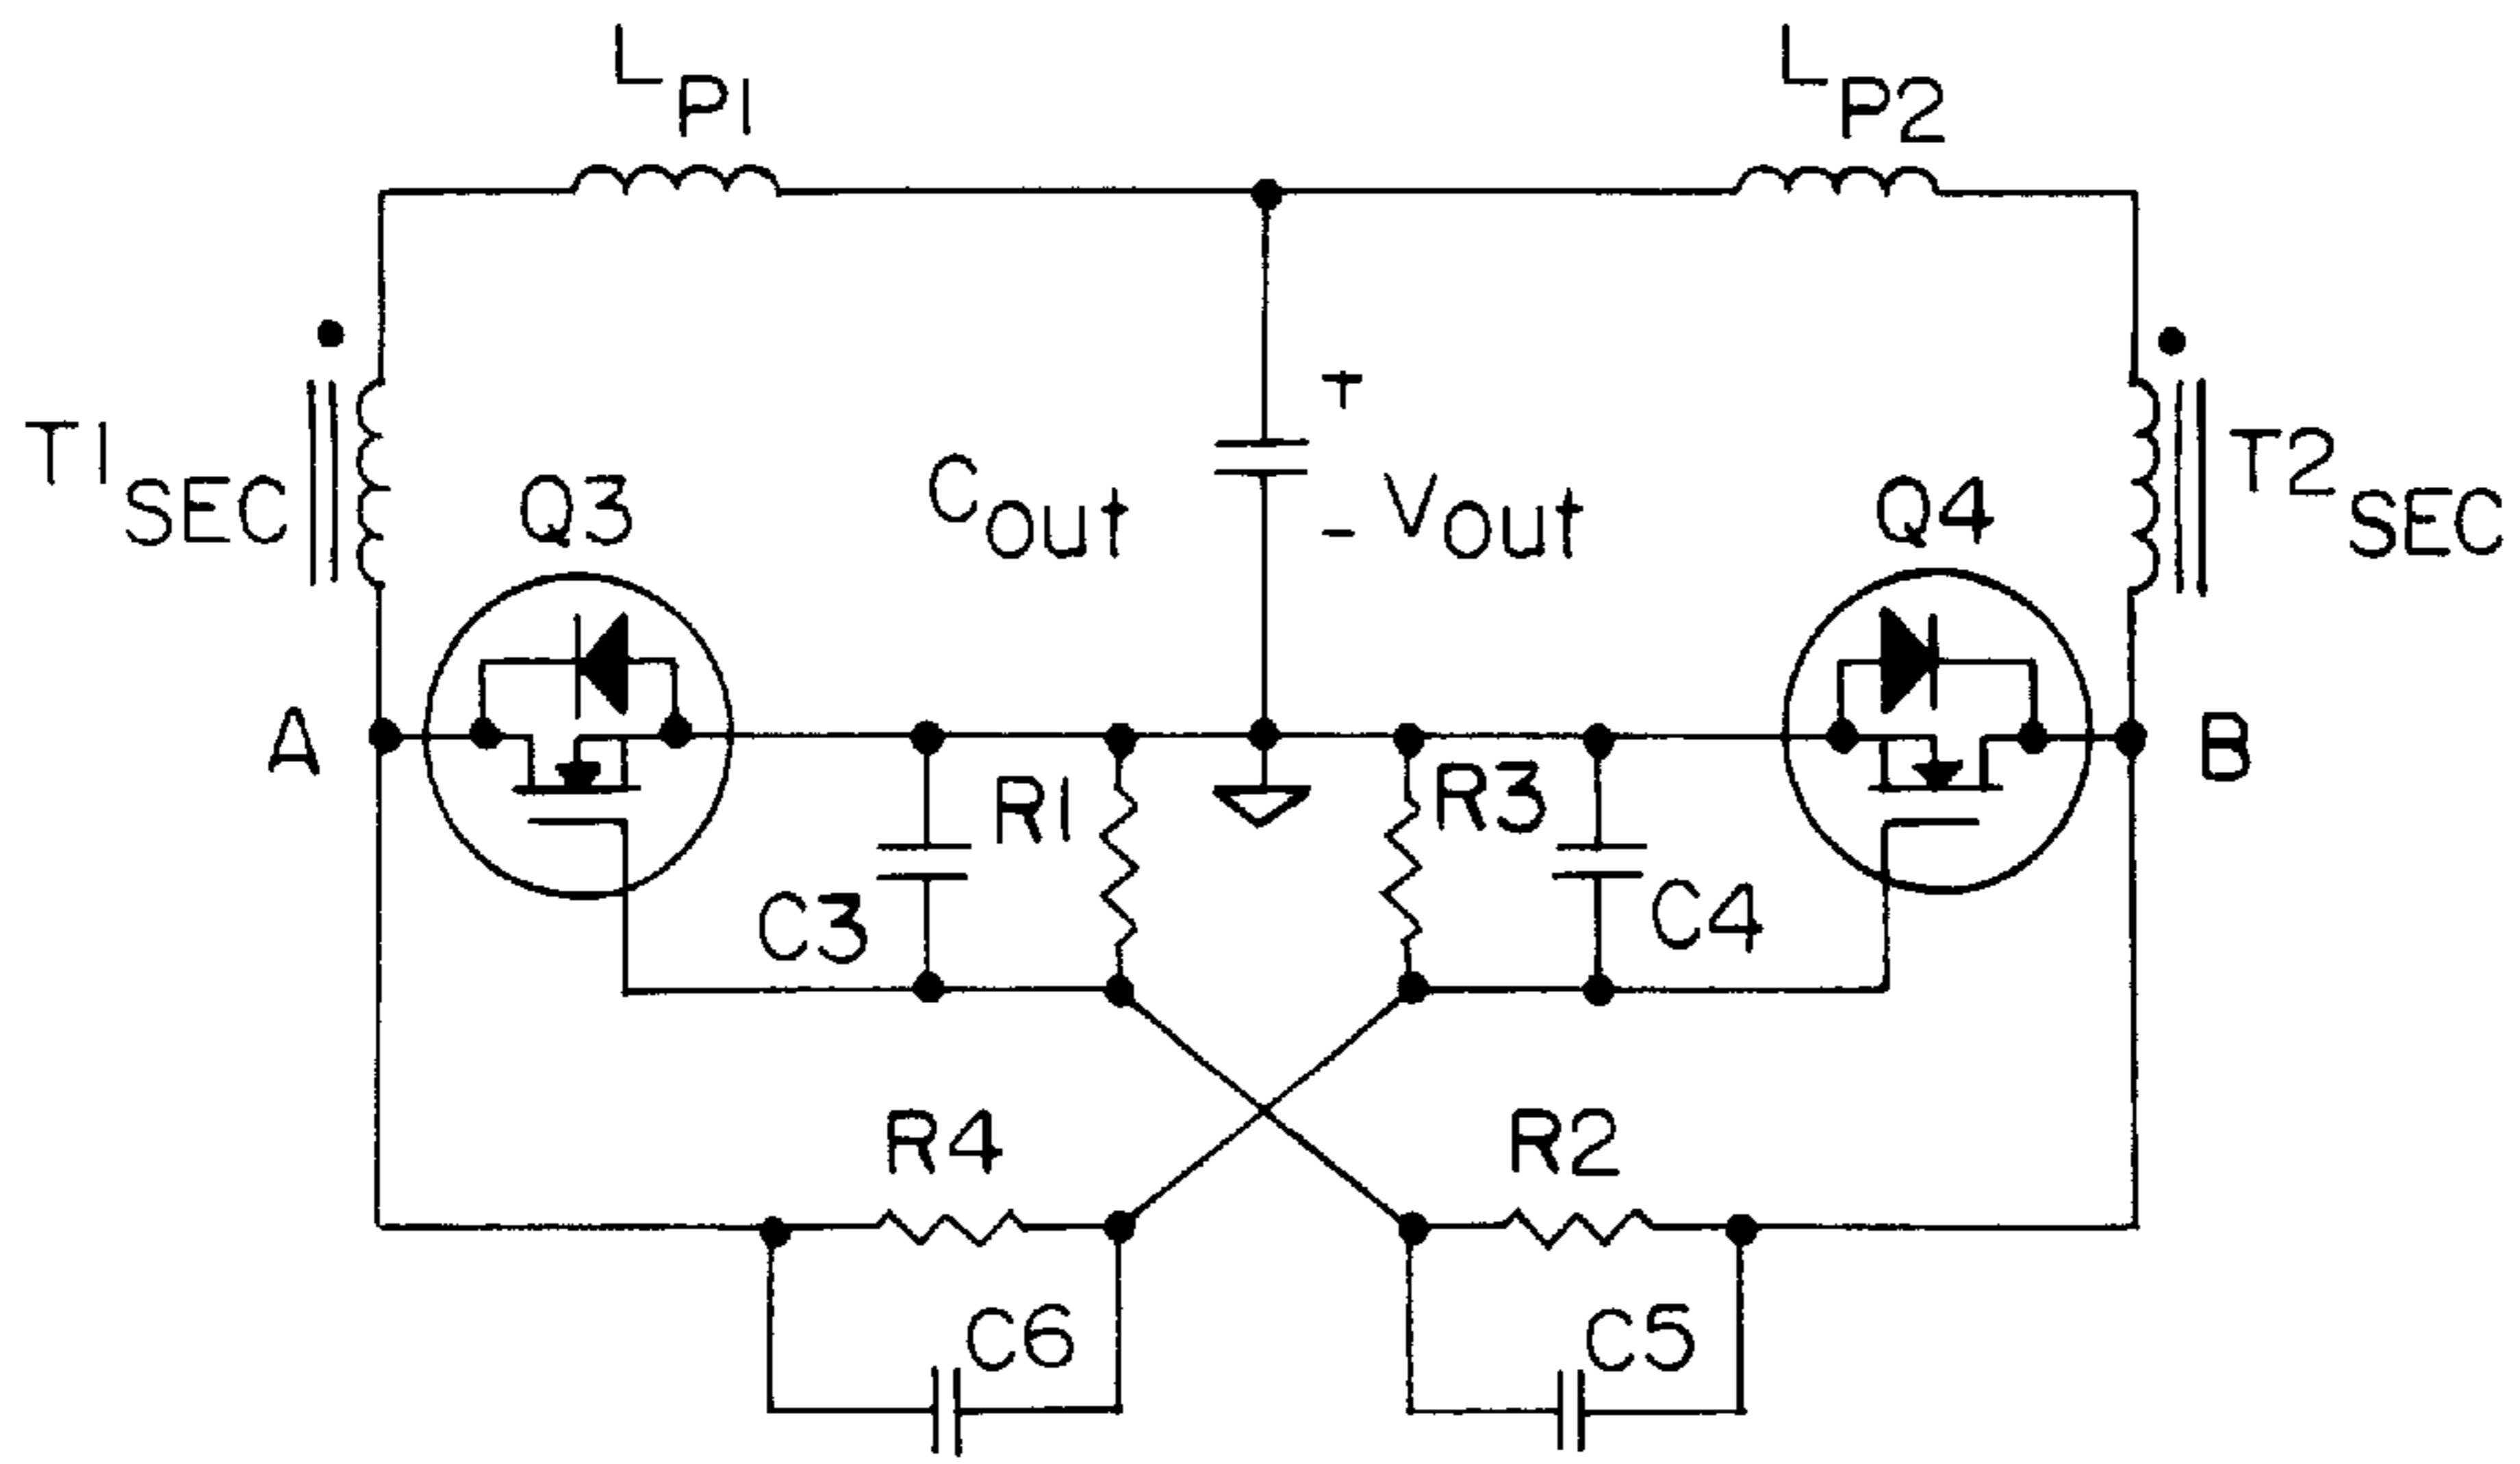 LP1
LP2
T1SEC
Q3
Cout
+
- Vout
Q4
T2SEC
A
B
R1
R3
C3
C4
R4
R2
C6
C5